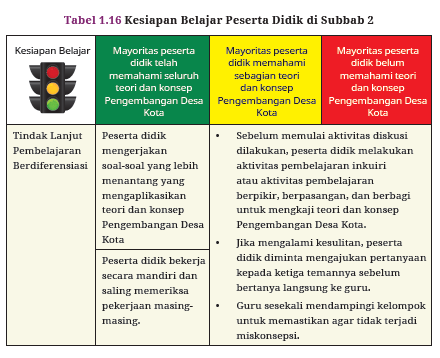 Tabel 1.16 Kesiapan Belajar Peserta Didik di Subbab 2
Kesiapan Belajar
Mayoritas peserta
didik telah
memahami seluruh
teori dan konsep
Pengembangan Desa
Kota
Mayoritas peserta
didik memahami
sebagian teori
dan konsep
Pengembangan Desa
Kota
Mayoritas peserta
didik belum
memahami teori
dan konsep
Pengembangan Desa
Kota
Tindak Lanjut
Pembelajaran
Berdiferensiasi
Peserta didik
mengerjakan
soal-soal yang lebih
menantang yang
mengaplikasikan
teori dan konsep
Pengembangan Desa
Kota
Peserta didik bekerja
secara mandiri dan
saling memeriksa
pekerjaan masing-
masing.
• Sebelum memulai aktivitas diskusi
dilakukan, peserta didik melakukan
aktivitas pembelajaran inkuiri
atau aktivitas pembelajaran
berpikir, berpasangan, dan berbagi
untuk mengkaji teori dan konsep
Pengembangan Desa Kota.
• Jika mengalami kesulitan, peserta
didik diminta mengajukan pertanyaan
kepada ketiga temannya sebelum
bertanya langsung ke guru.
• Guru sesekali mendampingi kelompok
untuk memastikan agar tidak terjadi
miskonsepsi.